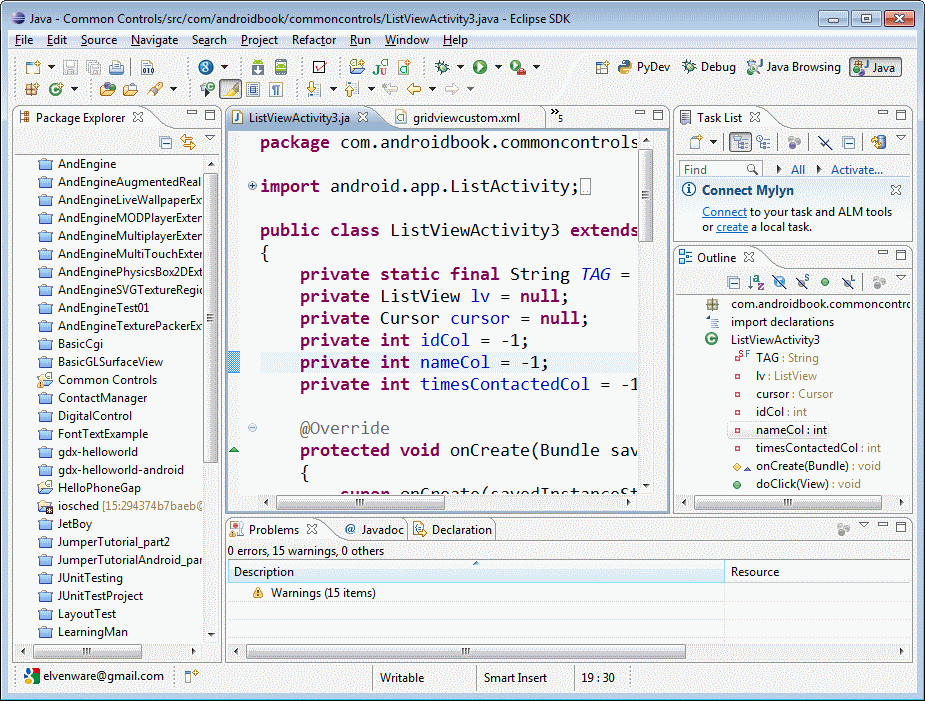 Java - Common Controls/src/com/androidbook/commoncontrols/ListViewActivity3.java - Eclipse SDK
File Edit Source Navigate Search Project Refactor Run Window Help
PyDev Debug Java Browsing Java
Package Explorer
AndEngine
AndEngineAugmentedReal
AndEngineLiveWallpaperEx
AndEngineMODPlayerExten
AndEngineMultiplayerExter
AndEngineMultiTouchExter
AndEnginePhysicsBox2DExt
AndEngineSVGTextureRegic
AndEngineTest01
AndEngineTexturePackerEx
BasicCgi
BasicGLSurfaceView
Common Controls
ContactManager
DigitalControl
FontTextExample
gdx-helloworld
gdx-helloworld-android
HelloPhoneGap
iosched [15:294374b7baeb@
JetBoy
JumperTutorial_part2
JumperTutorialAndroid_par
JUnitTesting
JUnitTestProject
LayoutTest
LearningMan
ListViewActivity3.ja gridviewcustom.xml »5
package com.androidbook.commoncontrols
import android.app.ListActivity;
public class ListViewActivity3 extends
{
private static final String TAG =
private ListView lv = null;
private Cursor cursor = null;
private int idCol = -1;
private int nameCol = -1;
private int timesContactedCol = -1
@Override
protected void onCreate(Bundle sav
{
super.onCreate(savedInstanceSt
Task List
Find All Activate...
Connect Mylyn
Connect to your task and ALM tools
or create a local task.
Outline
com.androidbook.commoncontro
import declarations
ListViewActivity3
TAG : String
lv : ListView
cursor : Cursor
idCol : int
nameCol : int
timesContactedCol : int
onCreate(Bundle) : void
doClick(View) : void
Problems @ Javadoc Declaration
0 errors, 15 warnings, 0 others
Description Resource
Warnings (15 items)
elvenware@gmail.com Writable Smart Insert 19 : 30